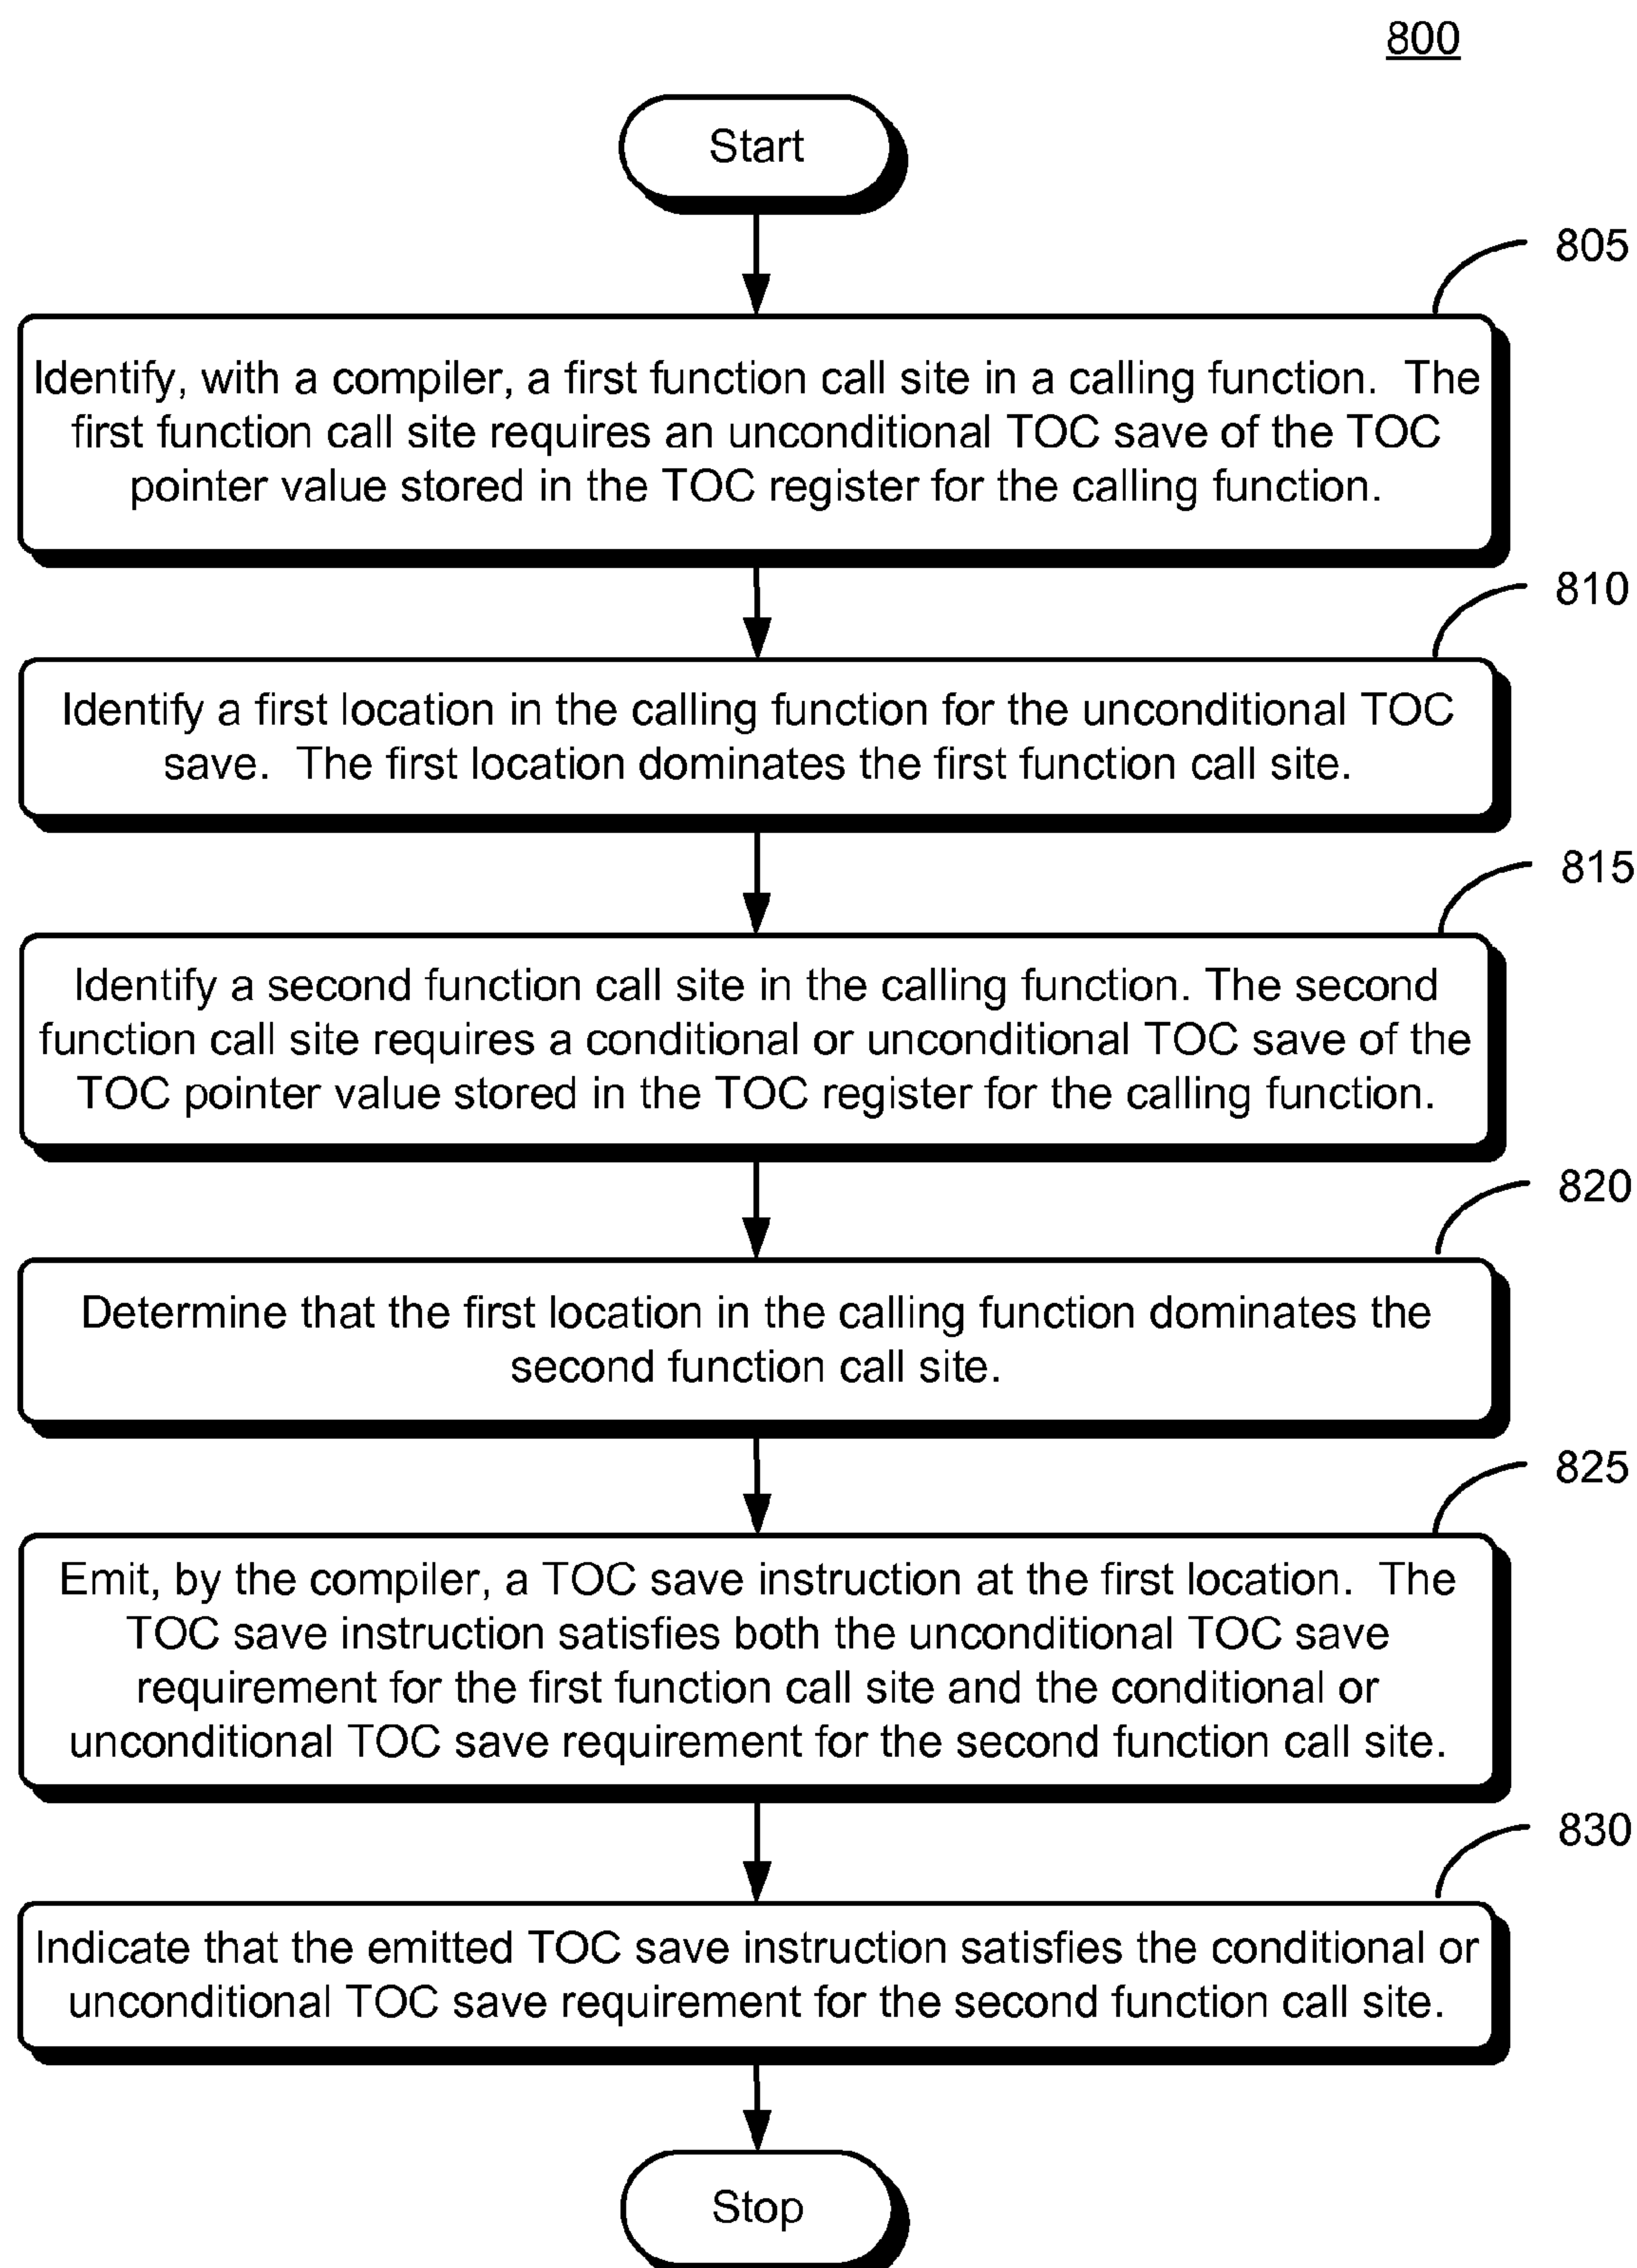 800
Start
805
Identify, with a compiler, a first function call site in a calling function. The
first function call site requires an unconditional TOC save of the TOC
pointer value stored in the TOC register for the calling function.
810
Identify a first location in the calling function for the unconditional TOC
save. The first location dominates the first function call site.
815
Identify a second function call site in the calling function. The second
function call site requires a conditional or unconditional TOC save of the
TOC pointer value stored in the TOC register for the calling function.
820
Determine that the first location in the calling function dominates the
second function call site.
825
Emit, by the compiler, a TOC save instruction at the first location. The
TOC save instruction satisfies both the unconditional TOC save
requirement for the first function call site and the conditional or
unconditional TOC save requirement for the second function call site.
830
Indicate that the emitted TOC save instruction satisfies the conditional or
unconditional TOC save requirement for the second function call site.
Stop